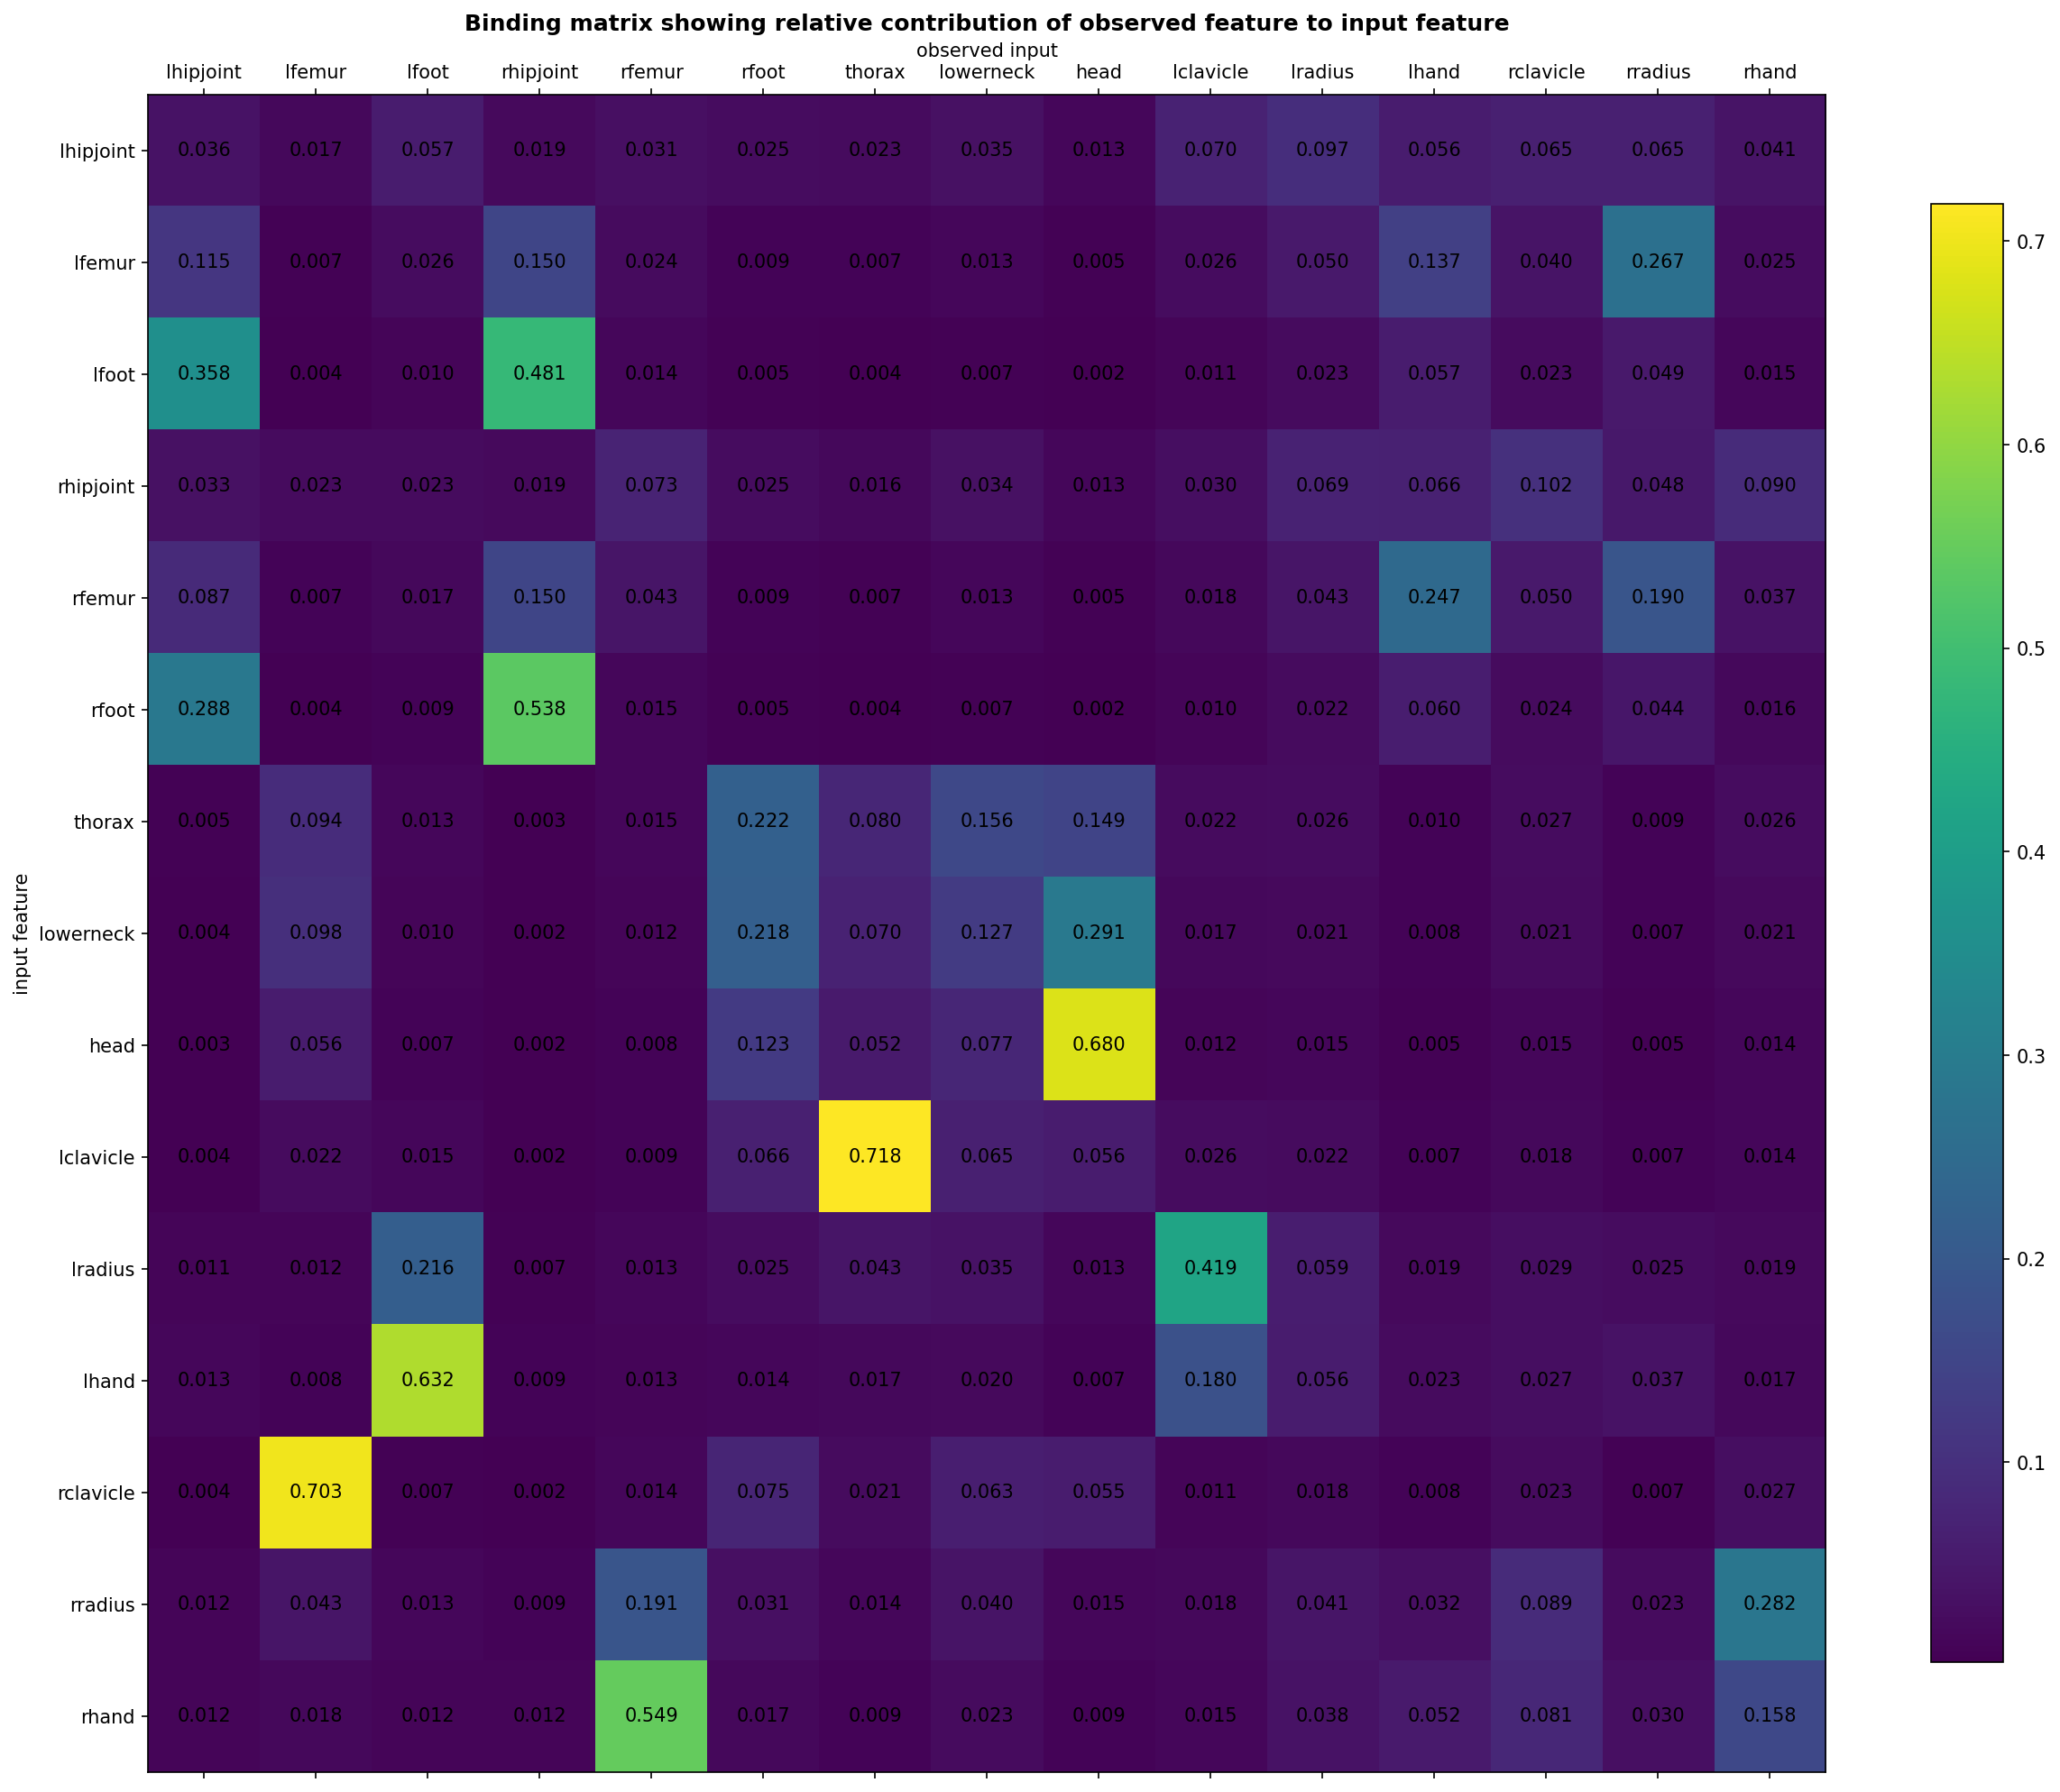 Binding matrix showing relative contribution of observed feature to input feature
observed input
lhipjoint lfemur lfoot rhipjoint rfemur rfoot thorax lowerneck head lclavicle lradius lhand rclavicle rradius rhand
lhipjoint 0.036 0.017 0.057 0.019 0.031 0.025 0.023 0.035 0.013 0.070 0.097 0.056 0.065 0.065 0.041
lfemur 0.115 0.007 0.026 0.150 0.024 0.009 0.007 0.013 0.005 0.026 0.050 0.137 0.040 0.267 0.025
lfoot 0.358 0.004 0.010 0.481 0.014 0.005 0.004 0.007 0.002 0.011 0.023 0.057 0.023 0.049 0.015
rhipjoint 0.033 0.023 0.023 0.019 0.073 0.025 0.016 0.034 0.013 0.030 0.069 0.066 0.102 0.048 0.090
rfemur 0.087 0.007 0.017 0.150 0.043 0.009 0.007 0.013 0.005 0.018 0.043 0.247 0.050 0.190 0.037
rfoot 0.288 0.004 0.009 0.538 0.015 0.005 0.004 0.007 0.002 0.010 0.022 0.060 0.024 0.044 0.016
thorax 0.005 0.094 0.013 0.003 0.015 0.222 0.080 0.156 0.149 0.022 0.026 0.010 0.027 0.009 0.026
lowerneck 0.004 0.098 0.010 0.002 0.012 0.218 0.070 0.127 0.291 0.017 0.021 0.008 0.021 0.007 0.021
head 0.003 0.056 0.007 0.002 0.008 0.123 0.052 0.077 0.680 0.012 0.015 0.005 0.015 0.005 0.014
lclavicle 0.004 0.022 0.015 0.002 0.009 0.066 0.718 0.065 0.056 0.026 0.022 0.007 0.018 0.007 0.014
lradius 0.011 0.012 0.216 0.007 0.013 0.025 0.043 0.035 0.013 0.419 0.059 0.019 0.029 0.025 0.019
lhand 0.013 0.008 0.632 0.009 0.013 0.014 0.017 0.020 0.007 0.180 0.056 0.023 0.027 0.037 0.017
rclavicle 0.004 0.703 0.007 0.002 0.014 0.075 0.021 0.063 0.055 0.011 0.018 0.008 0.023 0.007 0.027
rradius 0.012 0.043 0.013 0.009 0.191 0.031 0.014 0.040 0.015 0.018 0.041 0.032 0.089 0.023 0.282
rhand 0.012 0.018 0.012 0.012 0.549 0.017 0.009 0.023 0.009 0.015 0.038 0.052 0.081 0.030 0.158
input feature
0.7
0.6
0.5
0.4
0.3
0.2
0.1